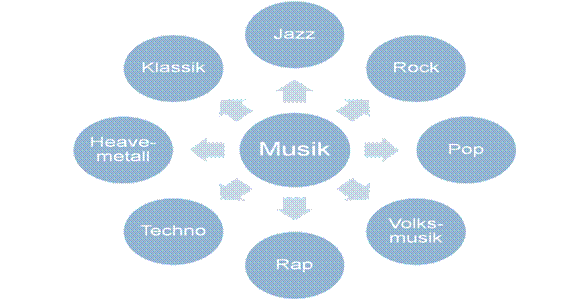 Jazz
Klassik
Rock
Heave-
metall
Musik
Pop
Techno
Volks-
musik
Rap